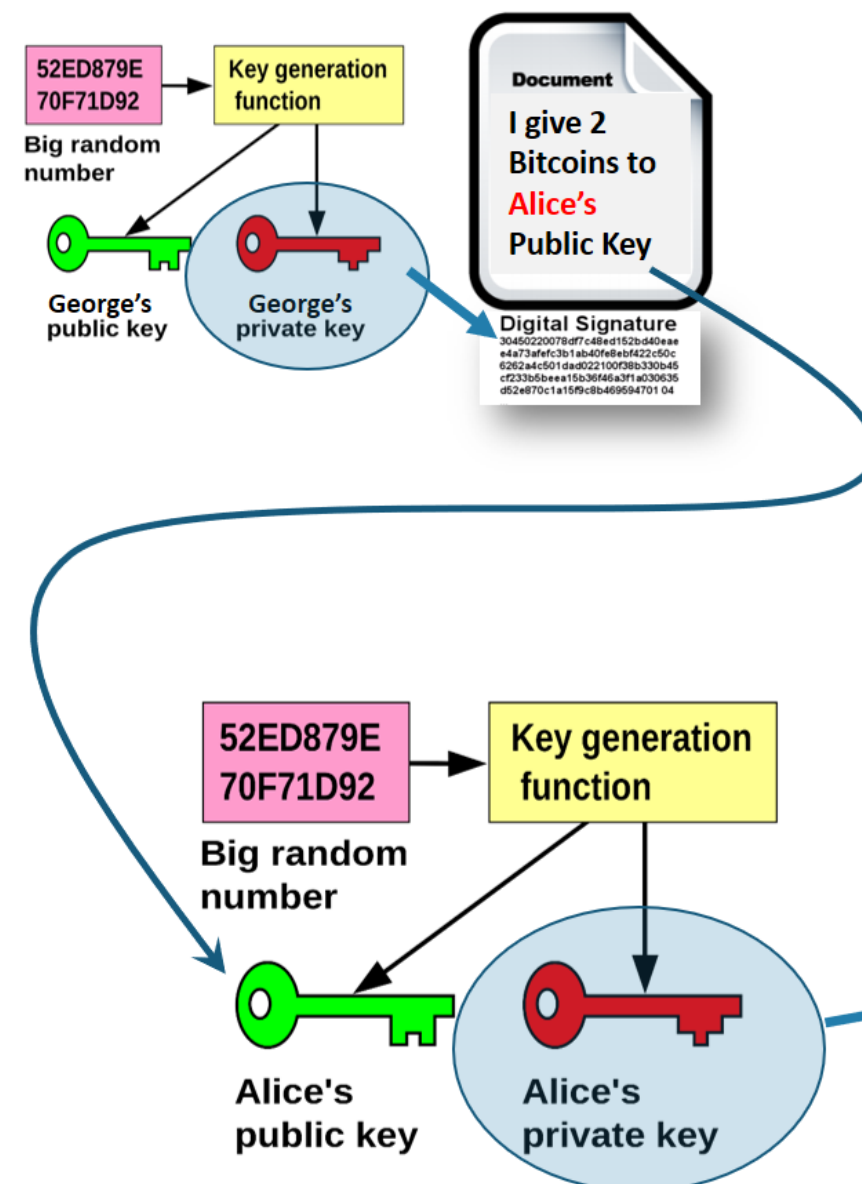 52ED879E
70F71D92
Big random
number
Key generation
function
George's
public key
George's
private key
Document
I give 2
Bitcoins to
Alice's
Public Key
Digital Signature
30450220078df7c48ed152bd40eae
e4a73afefc3b1ab40fe8ebf422c50c
6262a4c501dad022100f38b330b45
cf233b5beea15b36f46a3f1a030635
d52e870c1a15f9c8b469594701 04
52ED879E
70F71D92
Big random
number
Key generation
function
Alice's
public key
Alice's
private key